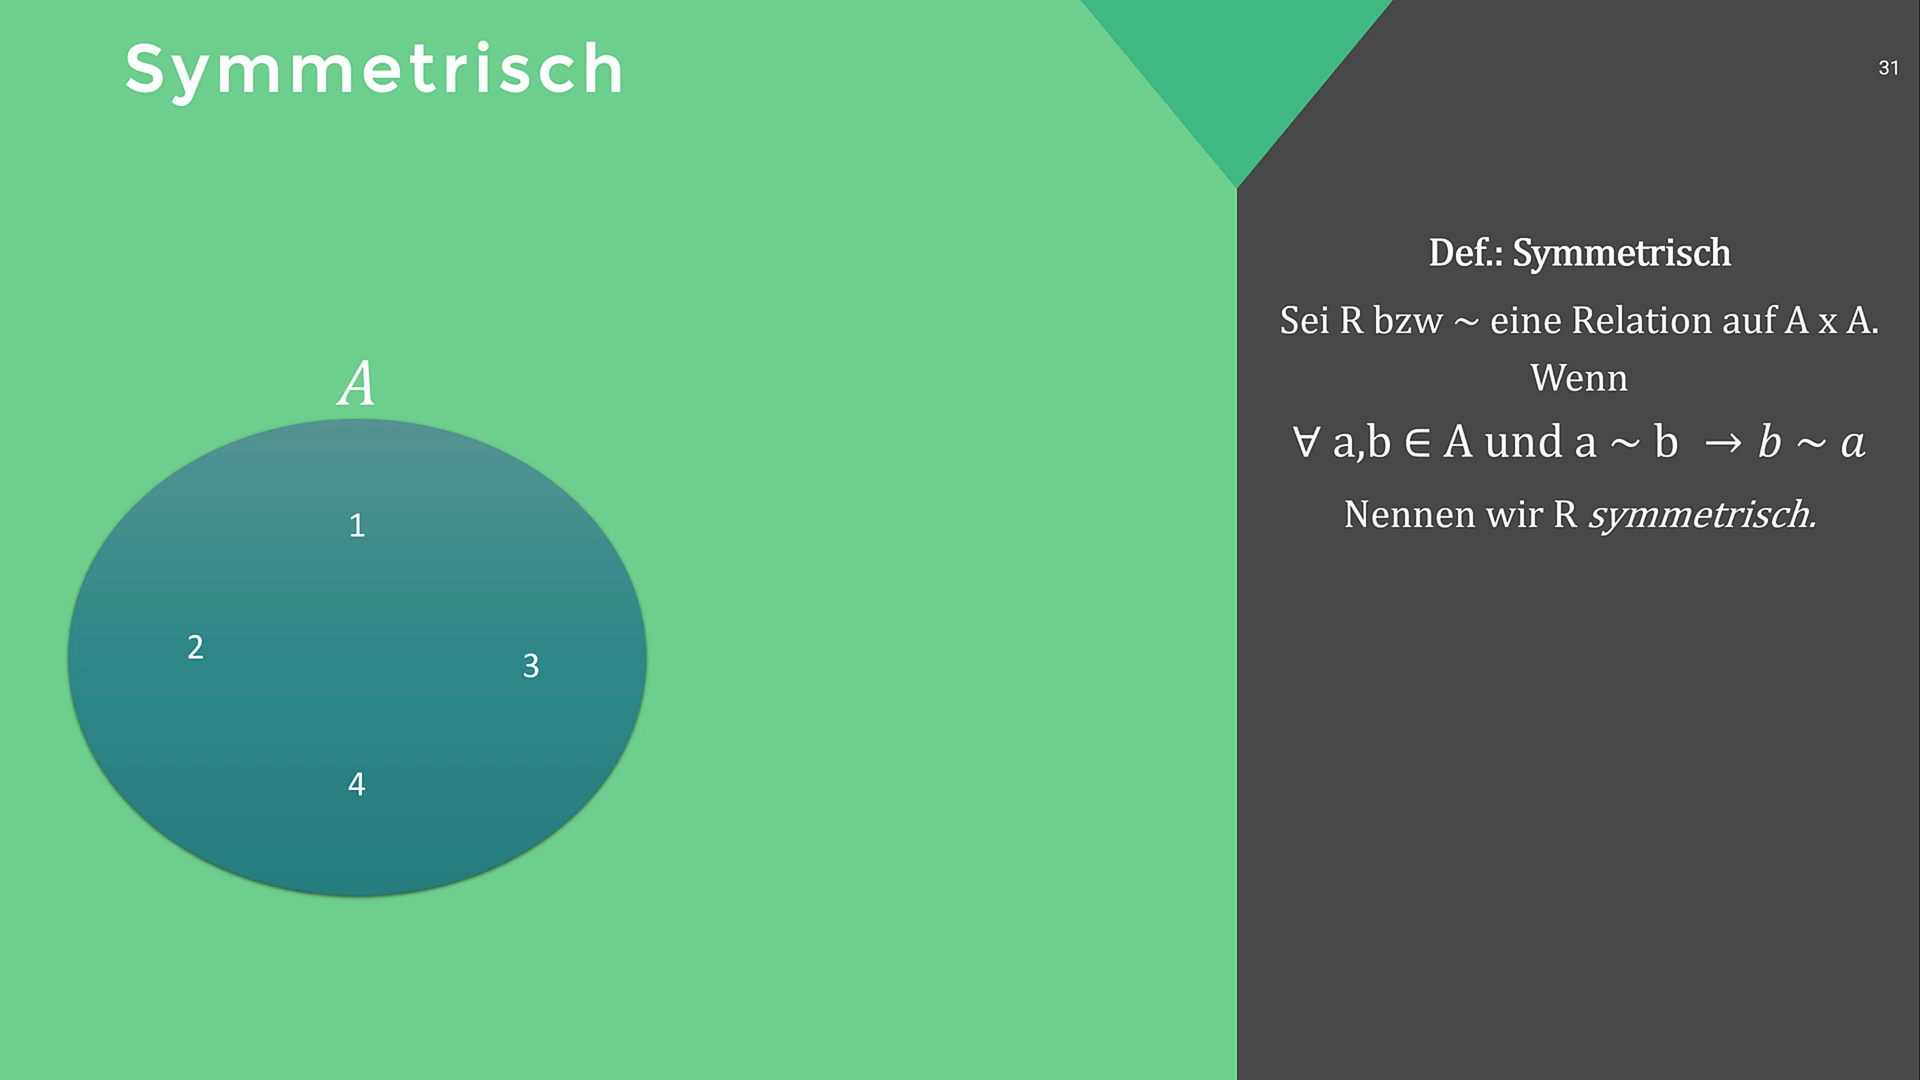 Symmetrisch
31
A
1
2
3
4
Def.: Symmetrisch
Sei R bzw ~ eine Relation auf A x A.
Wenn
∀ a,b ∈ A und a ~ b → b ~ a
Nennen wir R symmetrisch.